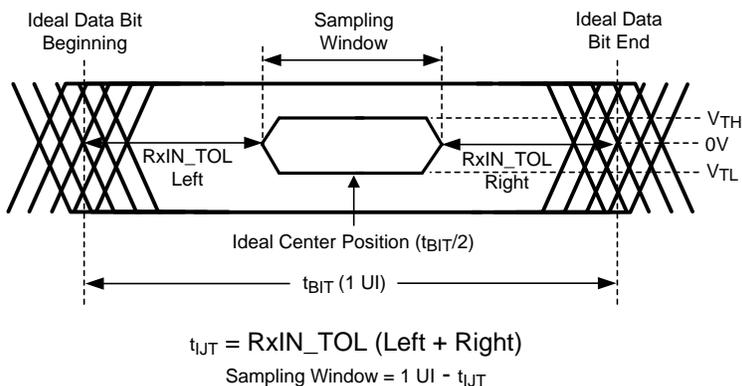 Ideal Data Bit
Beginning
Sampling
Window
Ideal Data
Bit End
VTH
0V
VTL
RxIN_TOL
Left
RxIN_TOL
Right
Ideal Center Position (tBIT/2)
tBIT (1 UI)
tIJT = RxIN_TOL (Left + Right)
Sampling Window = 1 UI - tIJT